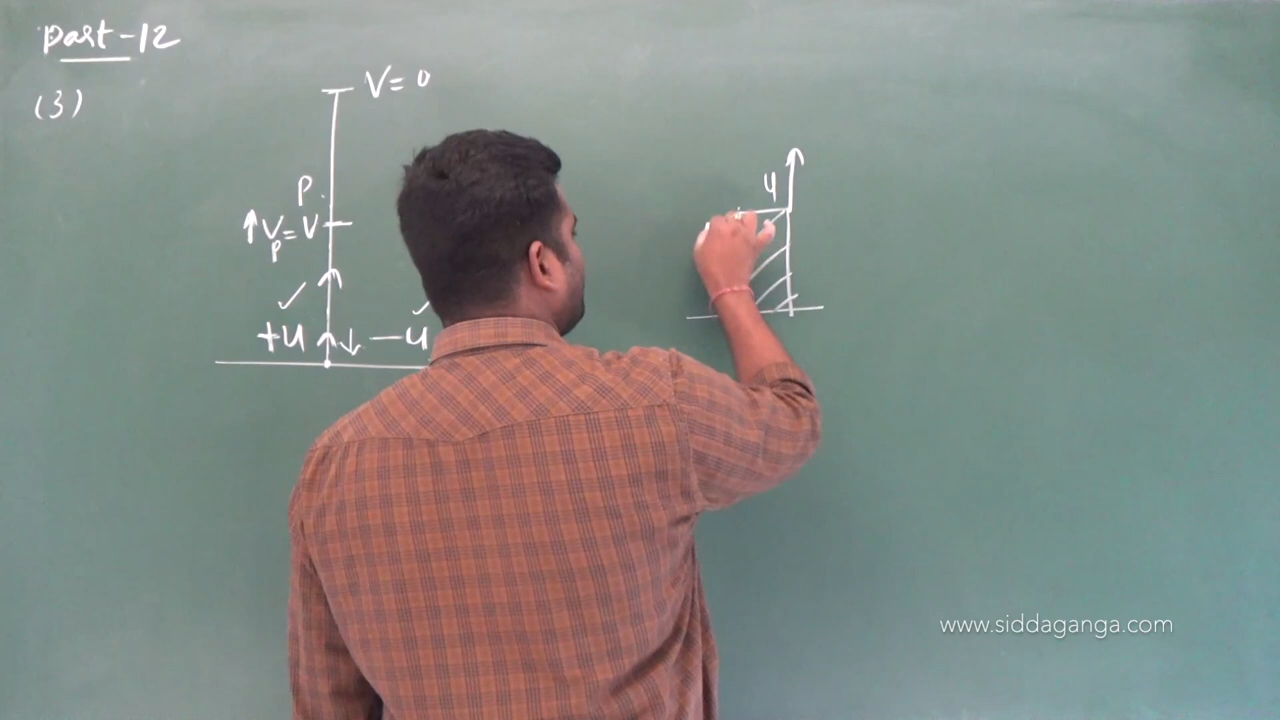 Part-12
(3)
V= 0
P
↑Vp= V
+u ↑ ↓ -u
u
www.siddaganga.com